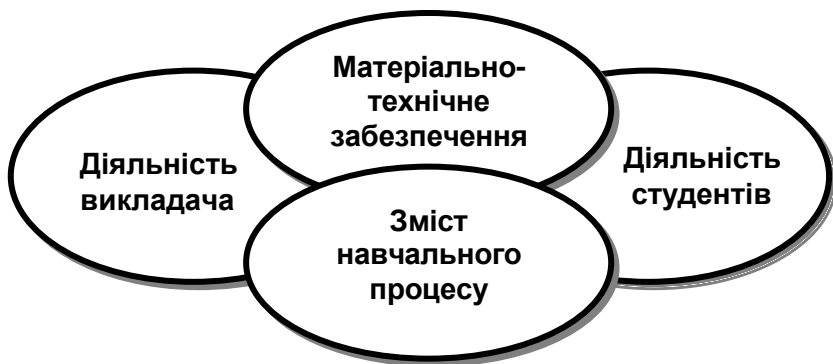 Матеріально-
технічне
забезпечення
Діяльність
викладача
Діяльність
студентів
Зміст
навчального
процесу